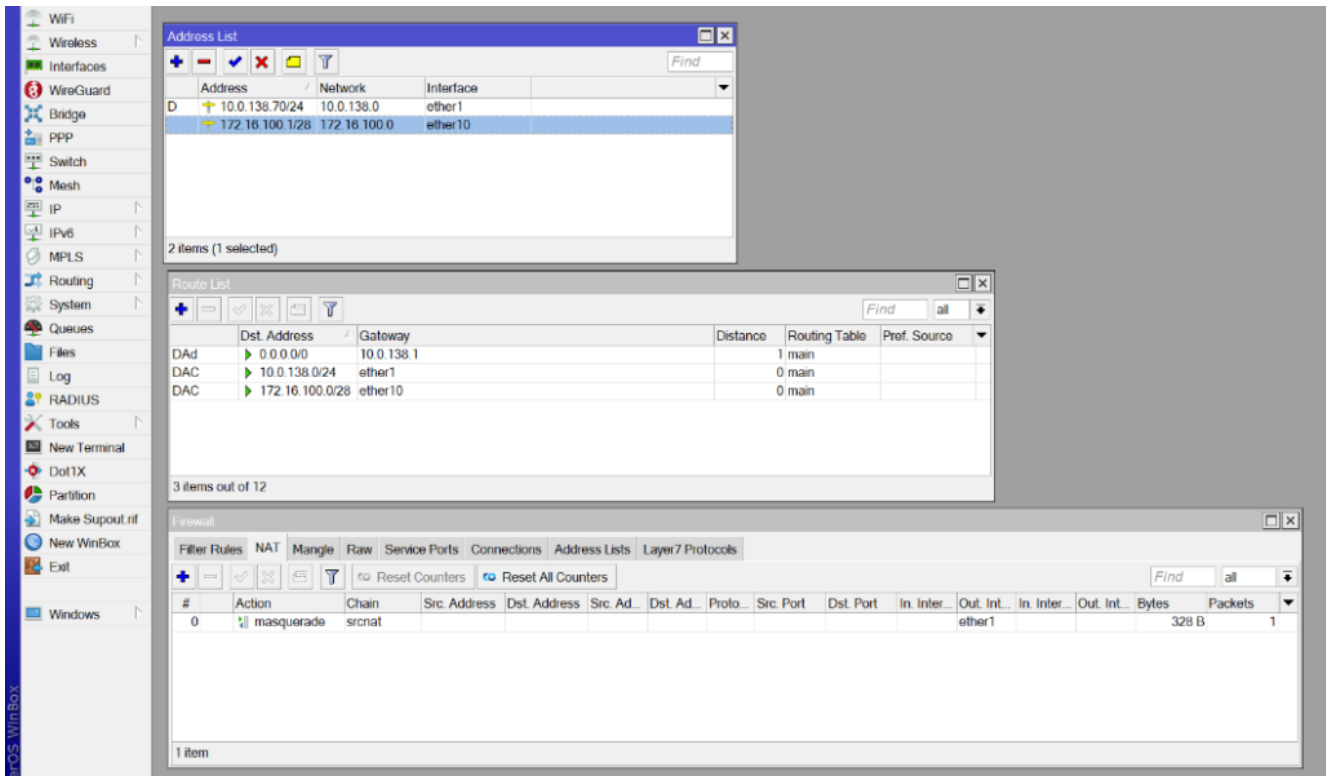 WiFi
Wireless
Interfaces
WireGuard
Bridge
PPP
Switch
Mesh
IP
IPv6
MPLS
Routing
System
Queues
Files
Log
RADIUS
Tools
New Terminal
Dot1X
Partition
Make Supout.rif
New WinBox
Exit
Windows
erOS WinBox
Address List
Find
Address Network Interface
D 10.0.138.70/24 10.0.138.0 ether1
172.16.100.1/28 172.16.100.0 ether10
2 items (1 selected)
Route List
Find all
Dst. Address Gateway Distance Routing Table Pref. Source
DAd 0.0.0.0/0 10.0.138.1 1 main
DAC 10.0.138.0/24 ether1 0 main
DAC 172.16.100.0/28 ether10 0 main
3 items out of 12
Firewall
Filter Rules NAT Mangle Raw Service Ports Connections Address Lists Layer7 Protocols
Reset Counters Reset All Counters Find all
# Action Chain Src. Address Dst. Address Src. Ad... Dst. Ad... Proto... Src. Port Dst. Port In. Inter... Out. Int... In. Inter... Out. Int... Bytes Packets
0 masquerade srcnat ether1 328 B 1
1 item